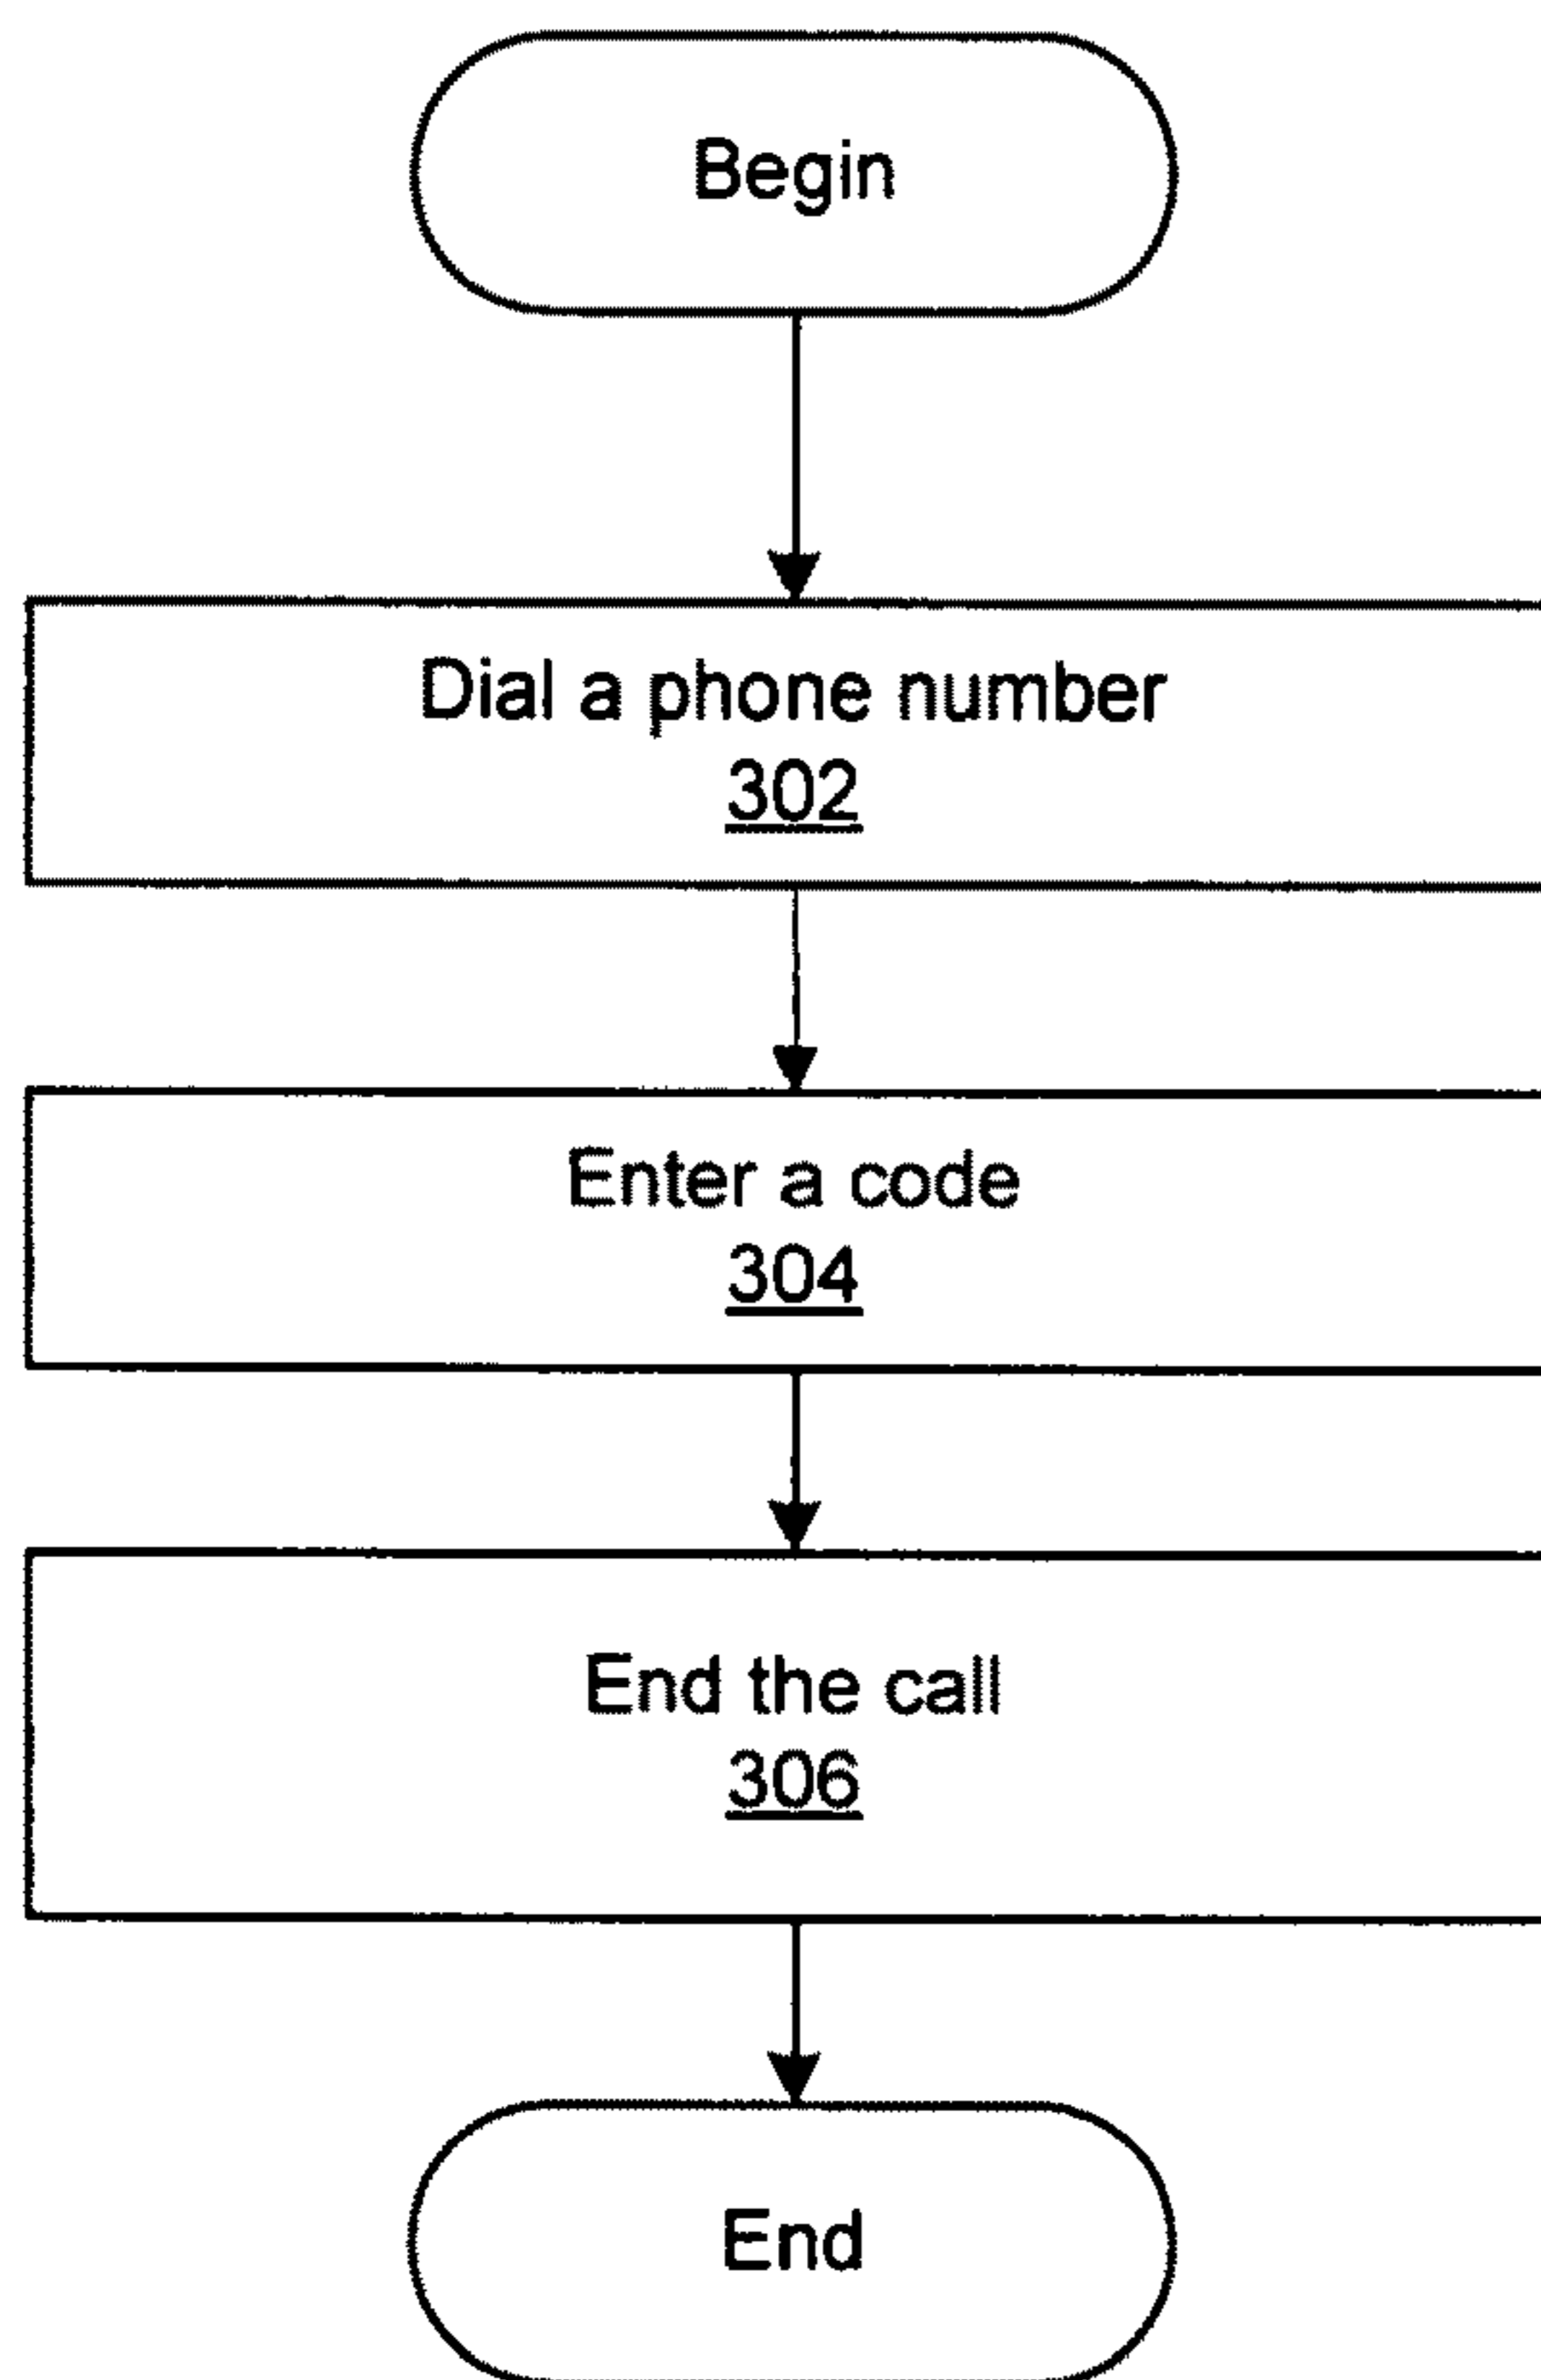 Begin
Dial a phone number
302
Enter a code
304
End the call
306
End